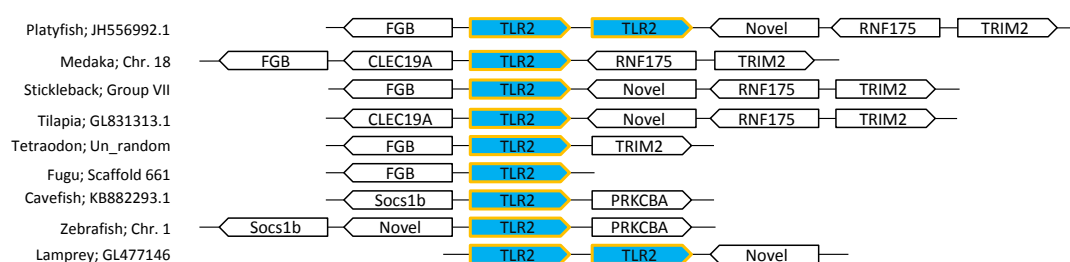 Platyfish; JH556992.1 FGB TLR2 TLR2 Novel RNF175 TRIM2
Medaka; Chr. 18 FGB CLEC19A TLR2 RNF175 TRIM2
Stickleback; Group VII FGB TLR2 Novel RNF175 TRIM2
Tilapia; GL831313.1 CLEC19A TLR2 Novel RNF175 TRIM2
Tetraodon; Un_random FGB TLR2 TRIM2
Fugu; Scaffold 661 FGB TLR2
Cavefish; KB882293.1 Socs1b TLR2 PRKCBA
Zebrafish; Chr. 1 Socs1b Novel TLR2 PRKCBA
Lamprey; GL477146 TLR2 TLR2 Novel